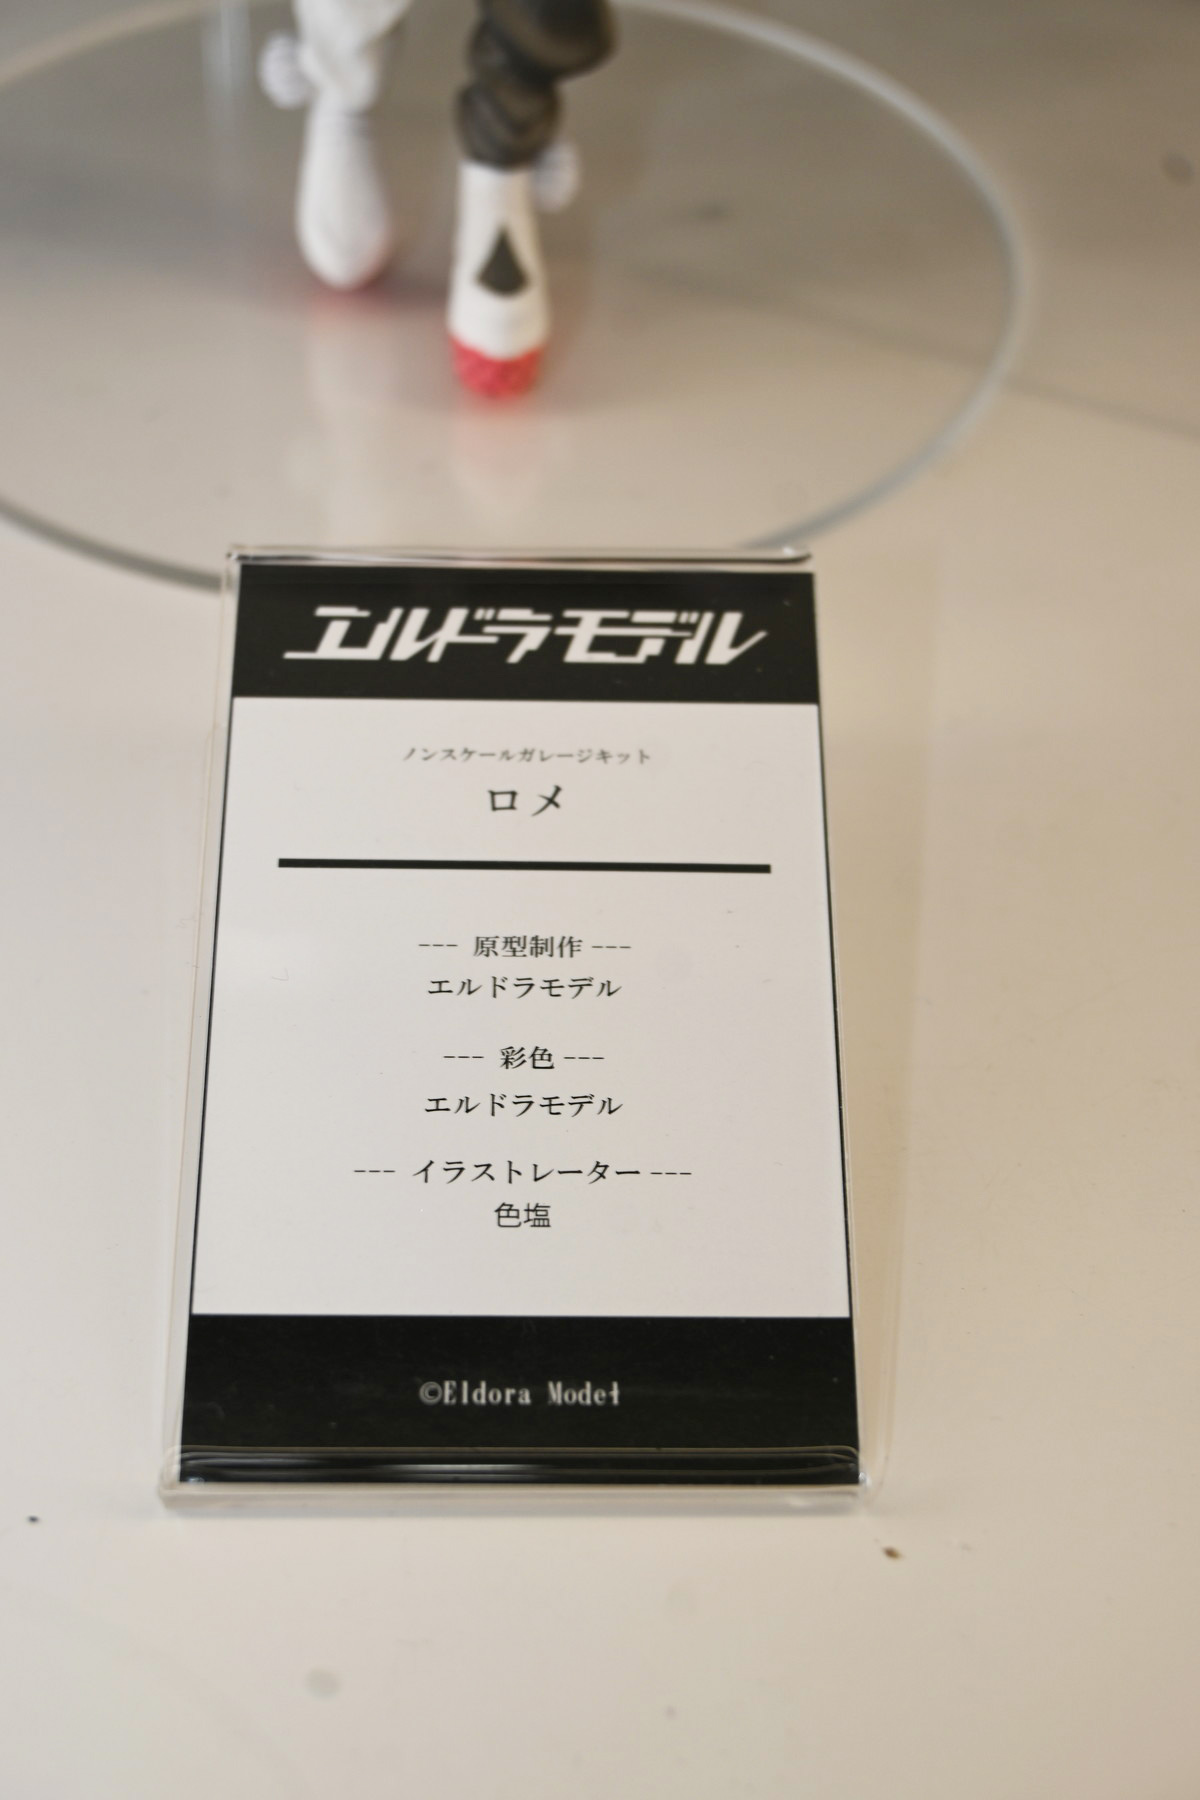 エルドラモデル
ノンスケールガレージキット
ロメ
--- 原型制作 ---
エルドラモデル
--- 彩色 ---
エルドラモデル
--- イラストレーター ---
色塩
©Eldora Model